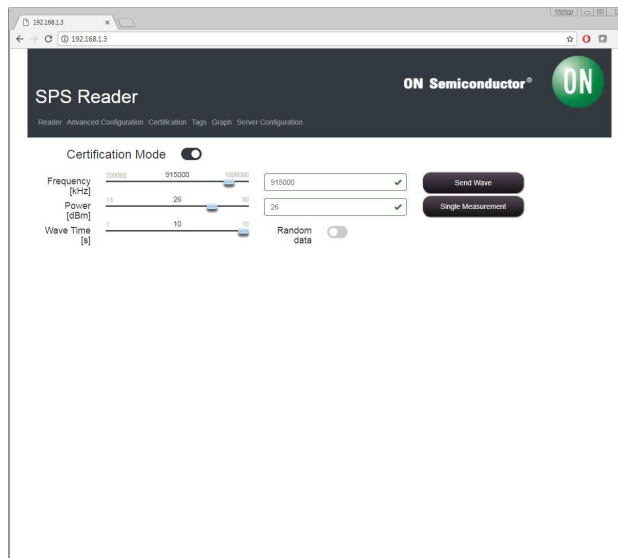 192.168.1.3
192.168.1.3
ON Semiconductor®
ON
SPS Reader
Reader Advanced Configuration Certification Tags Graph Server Configuration
Certification Mode
Frequency [kHz]
200000 915000 1000000
915000
Send Wave
Power [dBm]
13 26 30
26
Single Measurement
Wave Time [s]
1 10 10
Random data